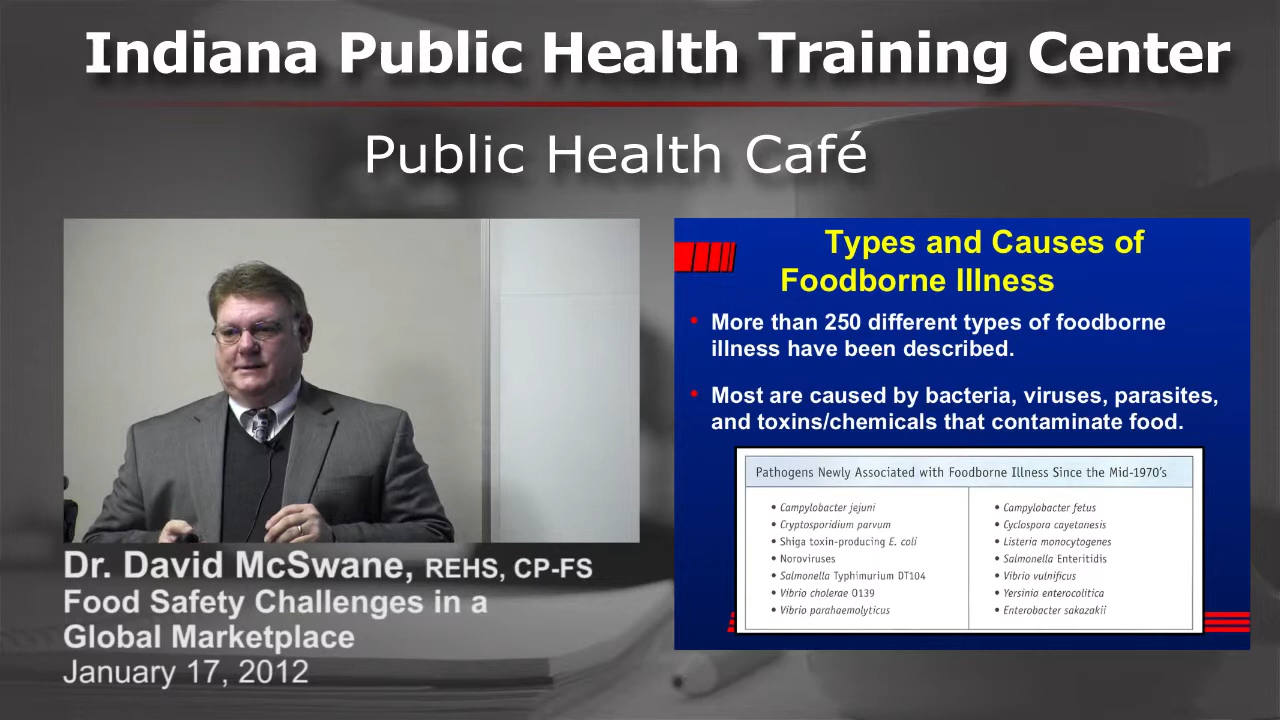 Indiana Public Health Training Center
Public Health Café
Dr. David McSwane, REHS, CP-FS
Food Safety Challenges in a
Global Marketplace
January 17, 2012
Types and Causes of
Foodborne Illness
• More than 250 different types of foodborne
illness have been described.
• Most are caused by bacteria, viruses, parasites,
and toxins/chemicals that contaminate food.
Pathogens Newly Associated with Foodborne Illness Since the Mid-1970's
• Campylobacter jejuni
• Cryptosporidium parvum
• Shiga toxin-producing E. coli
• Noroviruses
• Salmonella Typhimurium DT104
• Vibrio cholerae O139
• Vibrio parahaemolyticus
• Campylobacter fetus
• Cyclospora cayetanesis
• Listeria monocytogenes
• Salmonella Enteritidis
• Vibrio vulnificus
• Yersinia enterocolitica
• Enterobacter sakazakii